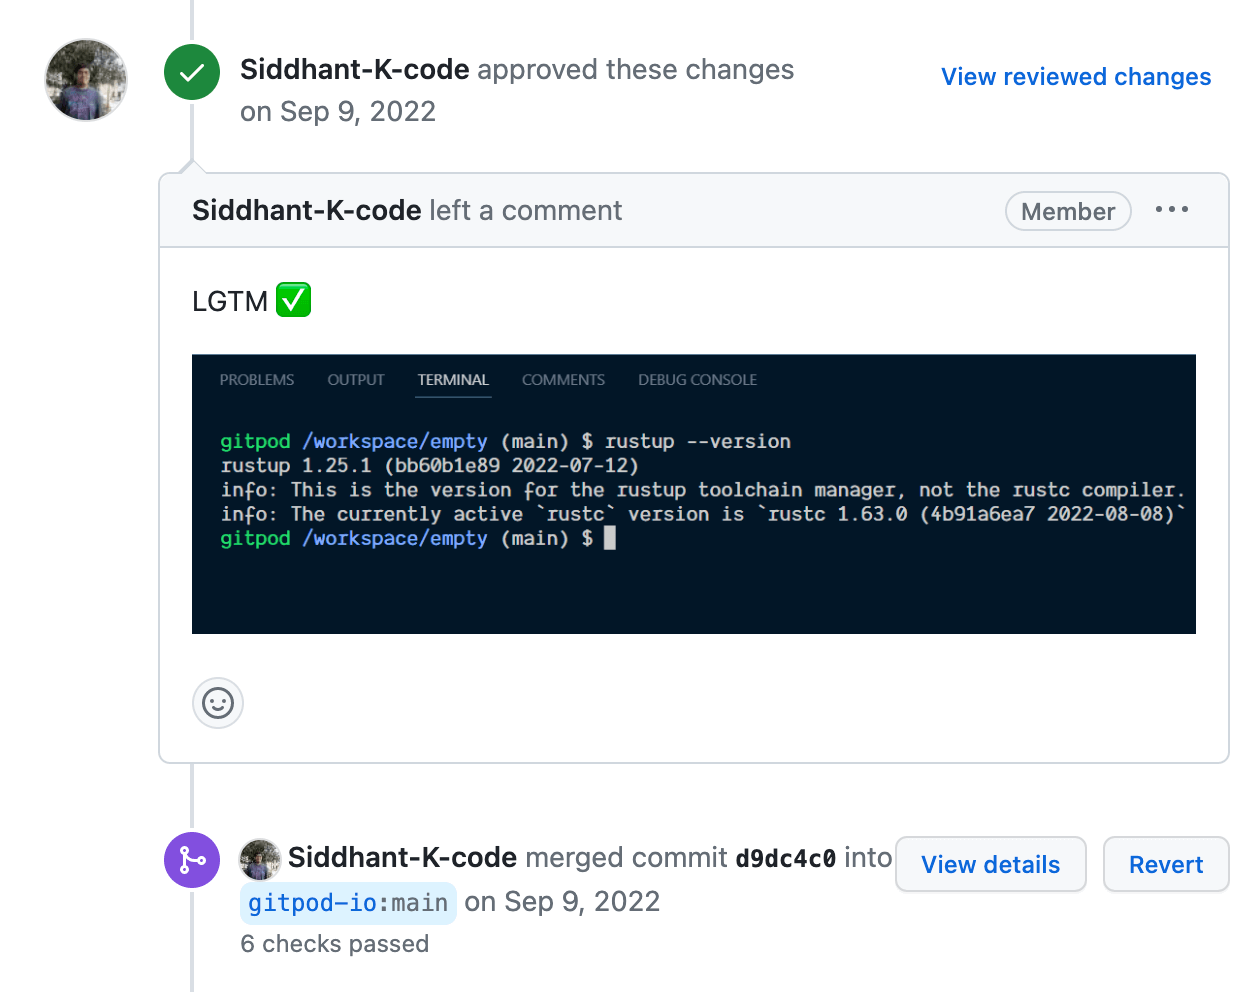 Siddhant-K-code approved these changes
on Sep 9, 2022
View reviewed changes
Siddhant-K-code left a comment
Member
LGTM ✅
PROBLEMS OUTPUT TERMINAL COMMENTS DEBUG CONSOLE
gitpod /workspace/empty (main) $ rustup --version
rustup 1.25.1 (bb60b1e89 2022-07-12)
info: This is the version for the rustup toolchain manager, not the rustc compiler.
info: The currently active `rustc` version is `rustc 1.63.0 (4b91a6ea7 2022-08-08)`
gitpod /workspace/empty (main) $
Siddhant-K-code merged commit d9dc4c0 into
View details
Revert
gitpod-io:main on Sep 9, 2022
6 checks passed